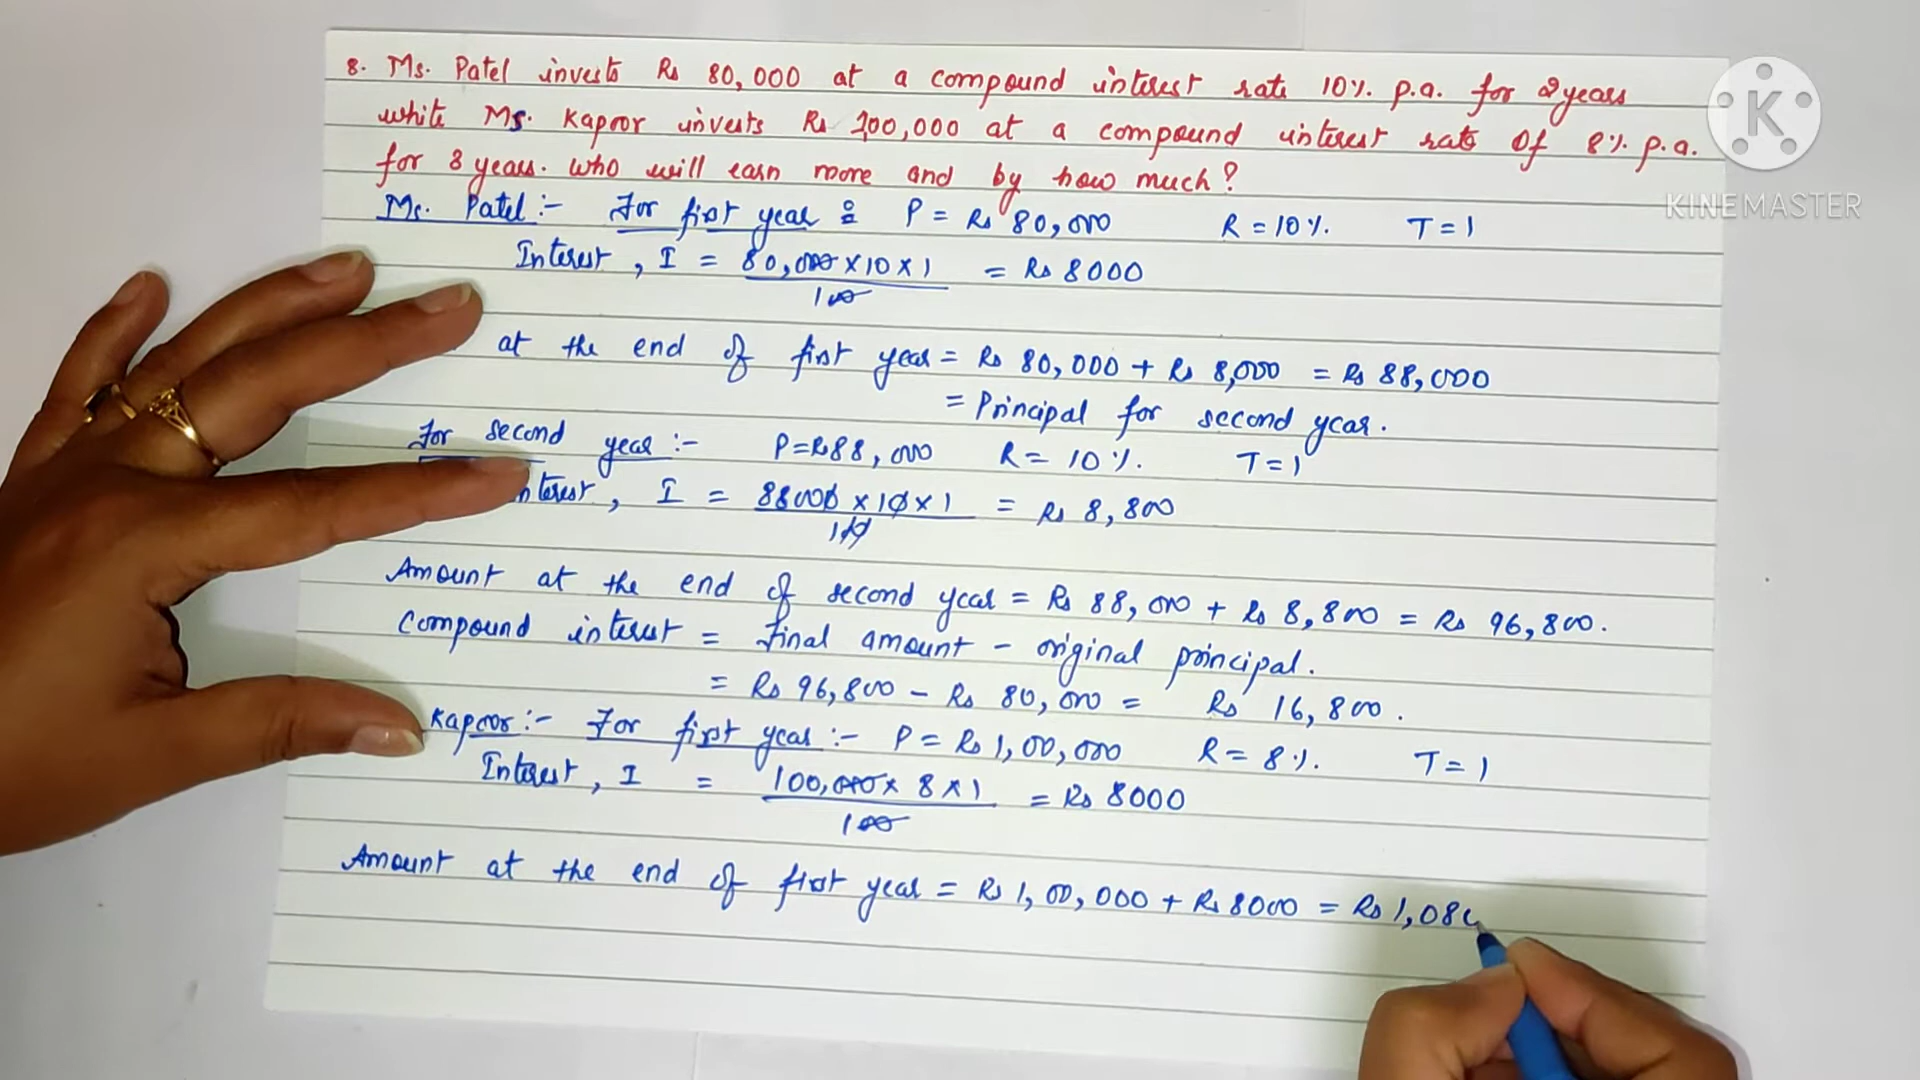 8. Ms. Patel invests Rs 80,000 at a compound interest rate 10% p.a. for 2 years
while Ms. Kapoor invests Rs 100,000 at a compound interest rate of 8% p.a.
for 3 years. who will earn more and by how much?
Ms. Patel :- For first year : P = Rs 80,000 R = 10% T = 1
Interest, I = 80,000 × 10 × 1 / 100 = Rs 8000
at the end of first year = Rs 80,000 + Rs 8,000 = Rs 88,000
= Principal for second year.
For second year :- P = Rs 88,000 R = 10% T = 1
nterest, I = 88000 × 10 × 1 / 100 = Rs 8,800
Amount at the end of second year = Rs 88,000 + Rs 8,800 = Rs 96,800.
Compound interest = final amount - original principal.
= Rs 96,800 - Rs 80,000 = Rs 16,800.
Kapoor :- For first year :- P = Rs 1,00,000 R = 8% T = 1
Interest, I = 100,000 × 8 × 1 / 100 = Rs 8000
Amount at the end of first year = Rs 1,00,000 + Rs 8000 = Rs 1,080
K
KINEMASTER